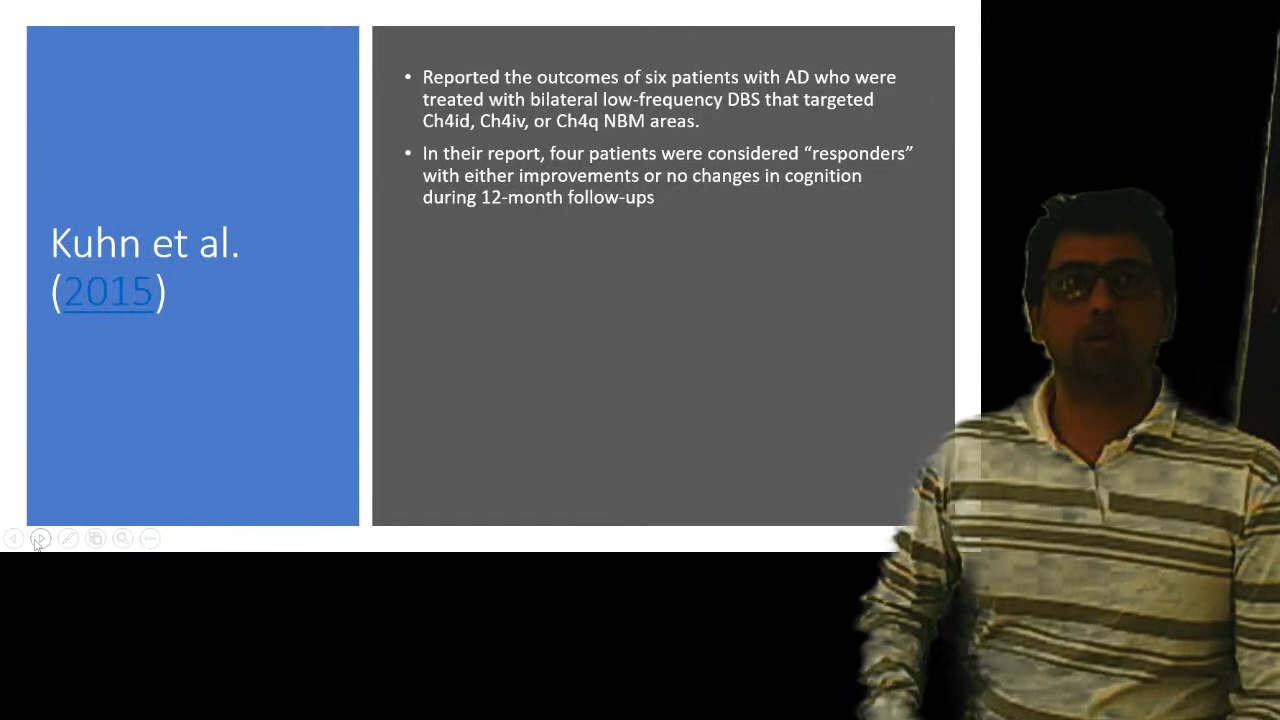 Kuhn et al.
(2015)
• Reported the outcomes of six patients with AD who were
treated with bilateral low-frequency DBS that targeted
Ch4id, Ch4iv, or Ch4q NBM areas.
• In their report, four patients were considered “responders”
with either improvements or no changes in cognition
during 12-month follow-ups